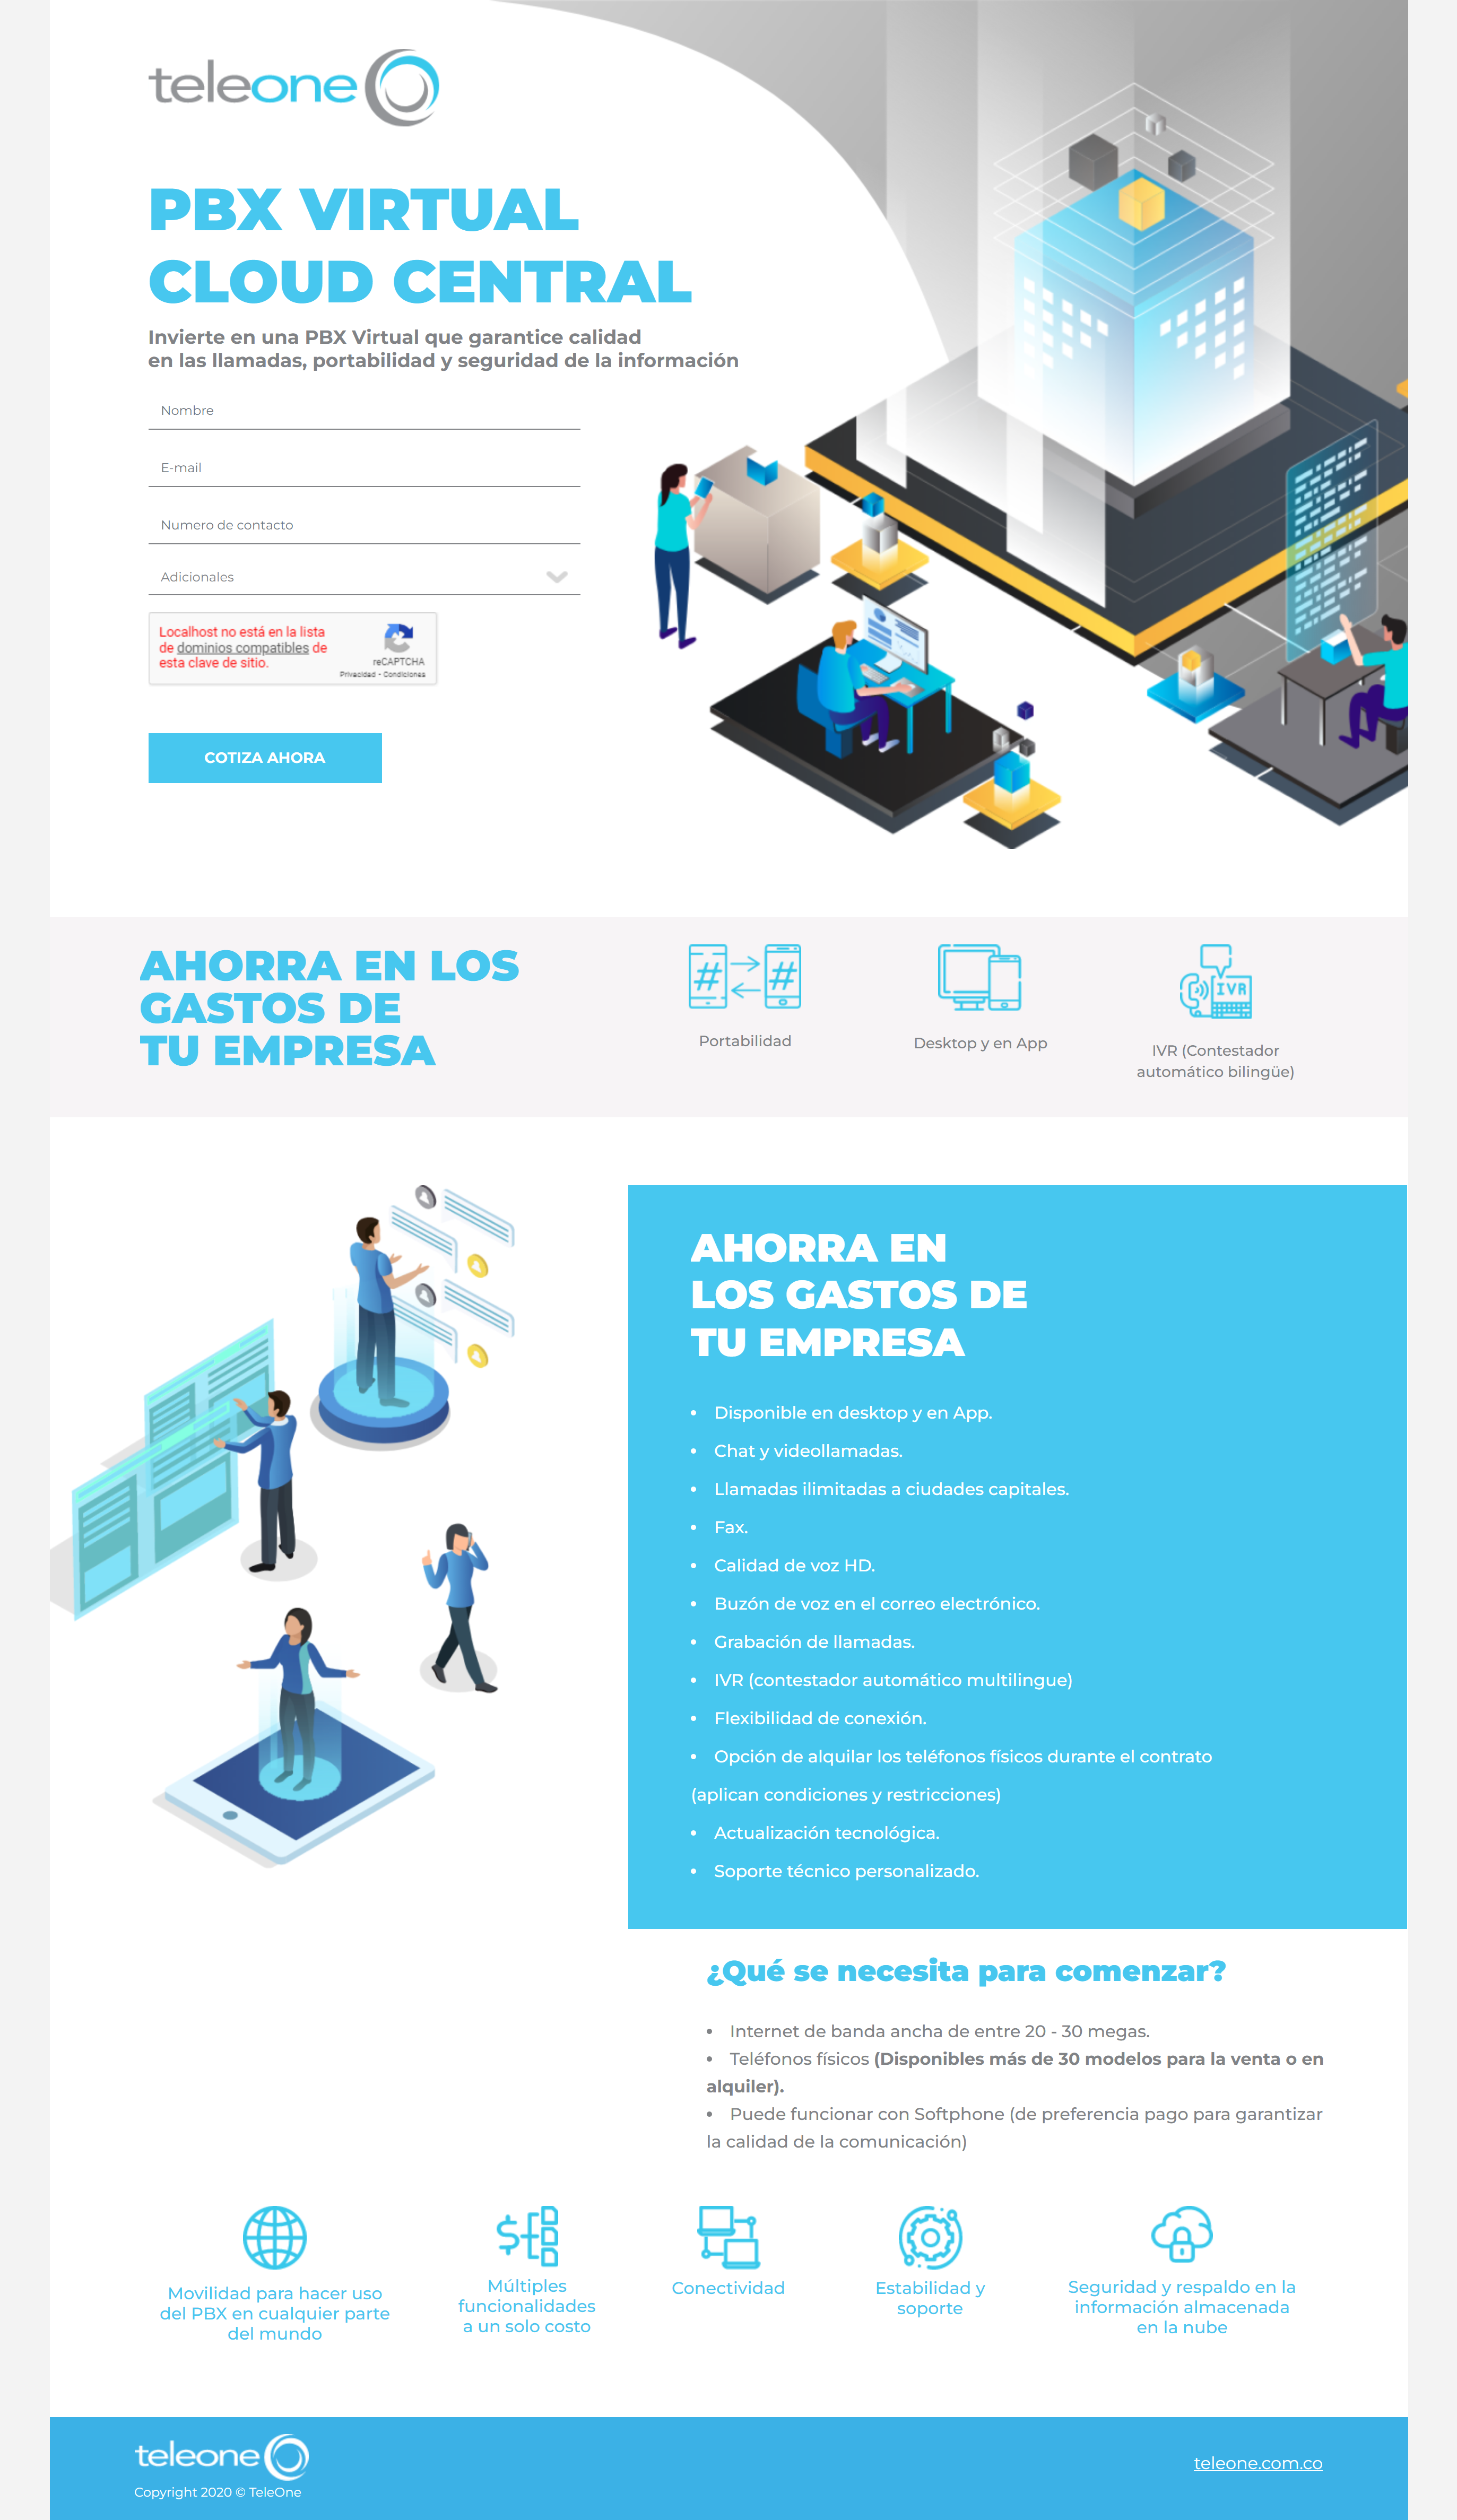 teleone
PBX VIRTUAL
CLOUD CENTRAL
Invierte en una PBX Virtual que garantice calidad
en las llamadas, portabilidad y seguridad de la información
Nombre
E-mail
Numero de contacto
Adicionales
Localhost no está en la lista
de dominios compatibles de
esta clave de sitio.
reCAPTCHA
Privacidad - Condiciones
COTIZA AHORA
AHORRA EN LOS
GASTOS DE
TU EMPRESA
# #
Portabilidad
Desktop y en App
IVR
IVR (Contestador
automático bilingüe)
AHORRA EN
LOS GASTOS DE
TU EMPRESA
• Disponible en desktop y en App.
• Chat y videollamadas.
• Llamadas ilimitadas a ciudades capitales.
• Fax.
• Calidad de voz HD.
• Buzón de voz en el correo electrónico.
• Grabación de llamadas.
• IVR (contestador automático multilingue)
• Flexibilidad de conexión.
• Opción de alquilar los teléfonos físicos durante el contrato
(aplican condiciones y restricciones)
• Actualización tecnológica.
• Soporte técnico personalizado.
¿Qué se necesita para comenzar?
• Internet de banda ancha de entre 20 - 30 megas.
• Teléfonos físicos (Disponibles más de 30 modelos para la venta o en
alquiler).
• Puede funcionar con Softphone (de preferencia pago para garantizar
la calidad de la comunicación)
$
Movilidad para hacer uso
del PBX en cualquier parte
del mundo
Múltiples
funcionalidades
a un solo costo
Conectividad
Estabilidad y
soporte
Seguridad y respaldo en la
información almacenada
en la nube
teleone
Copyright 2020 © TeleOne
teleone.com.co